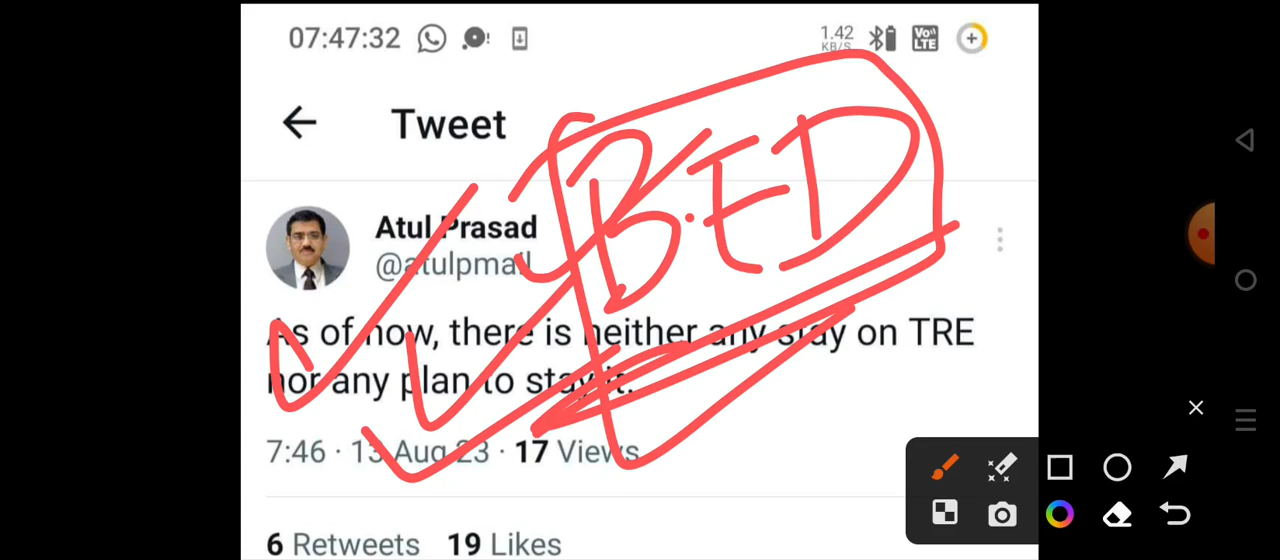 07:47:32 1.42 KB/S Vo LTE
Tweet
B.ED
Atul Prasad
@atulpmail
As of now, there is neither any stay on TRE
nor any plan to stay it.
7:46 · 13 Aug 23 · 17 Views
6 Retweets 19 Likes